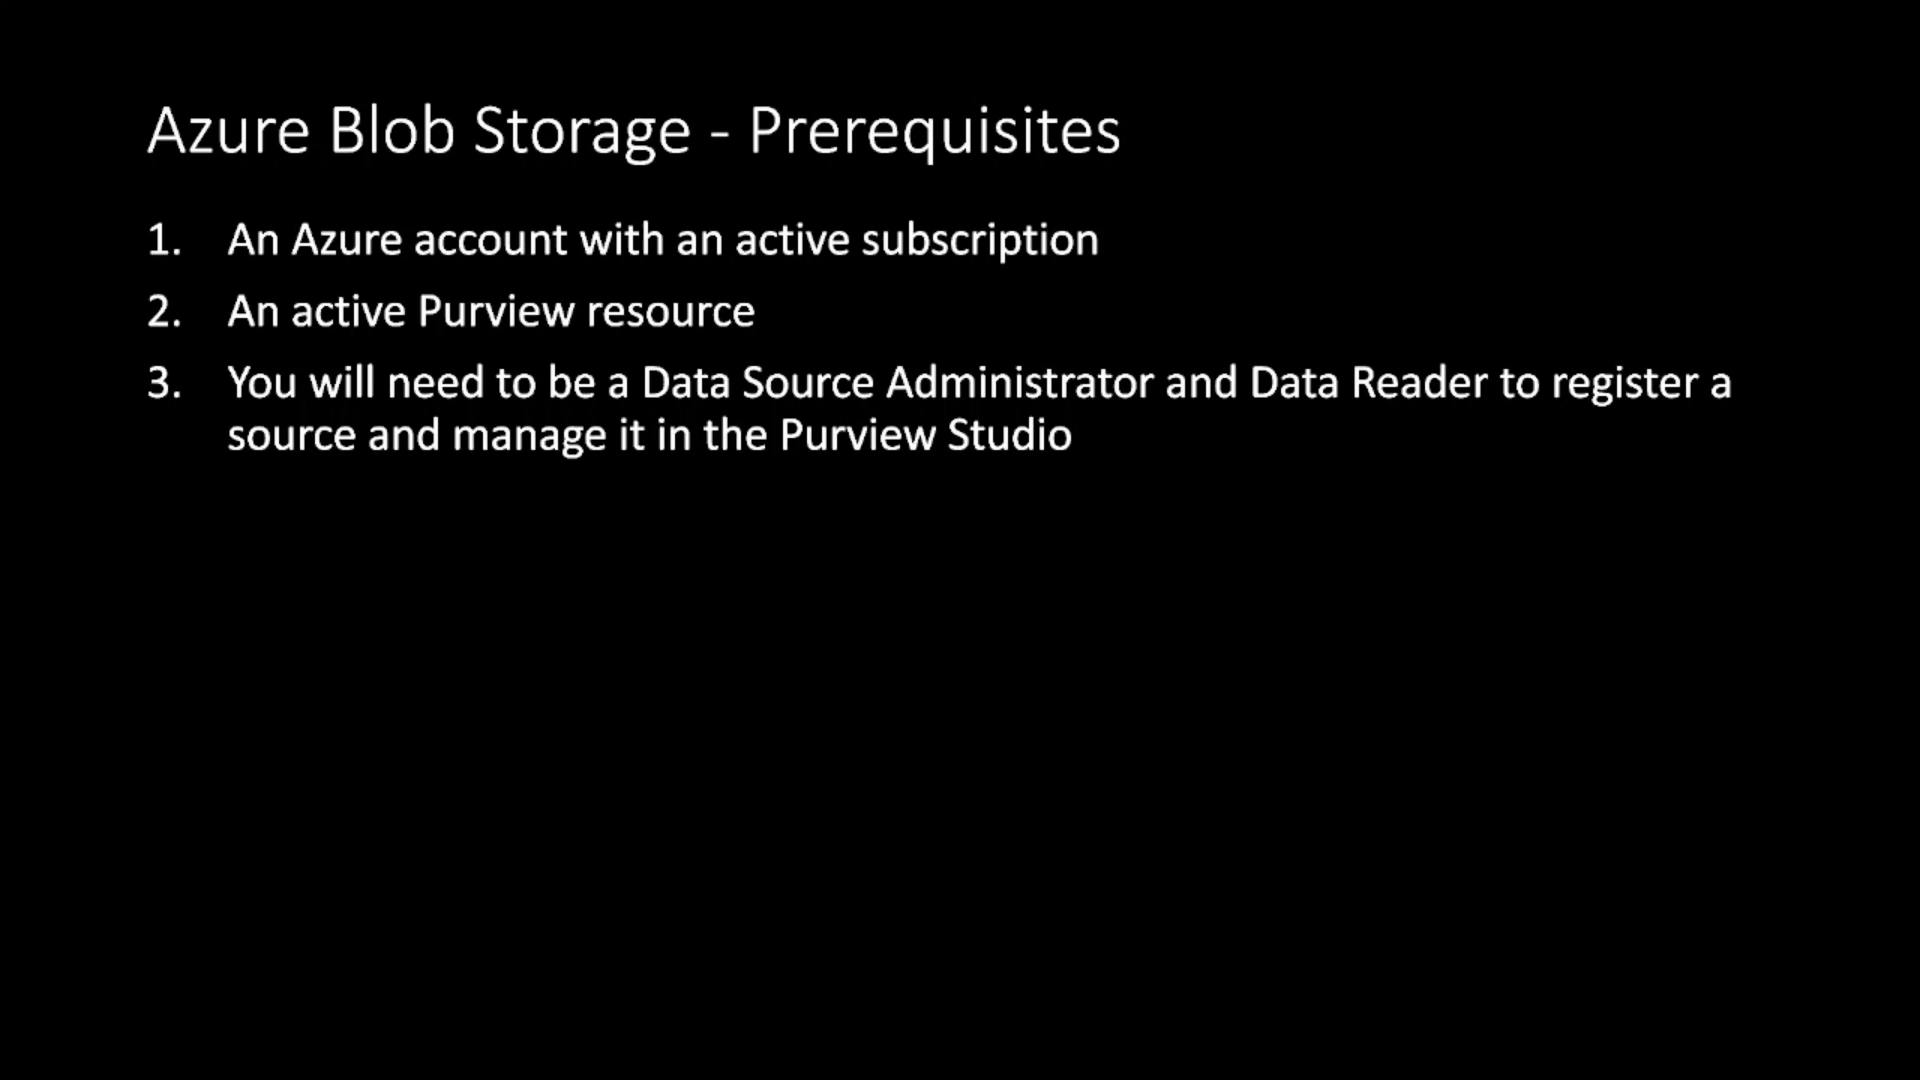 Azure Blob Storage - Prerequisites
1. An Azure account with an active subscription
2. An active Purview resource
3. You will need to be a Data Source Administrator and Data Reader to register a
source and manage it in the Purview Studio